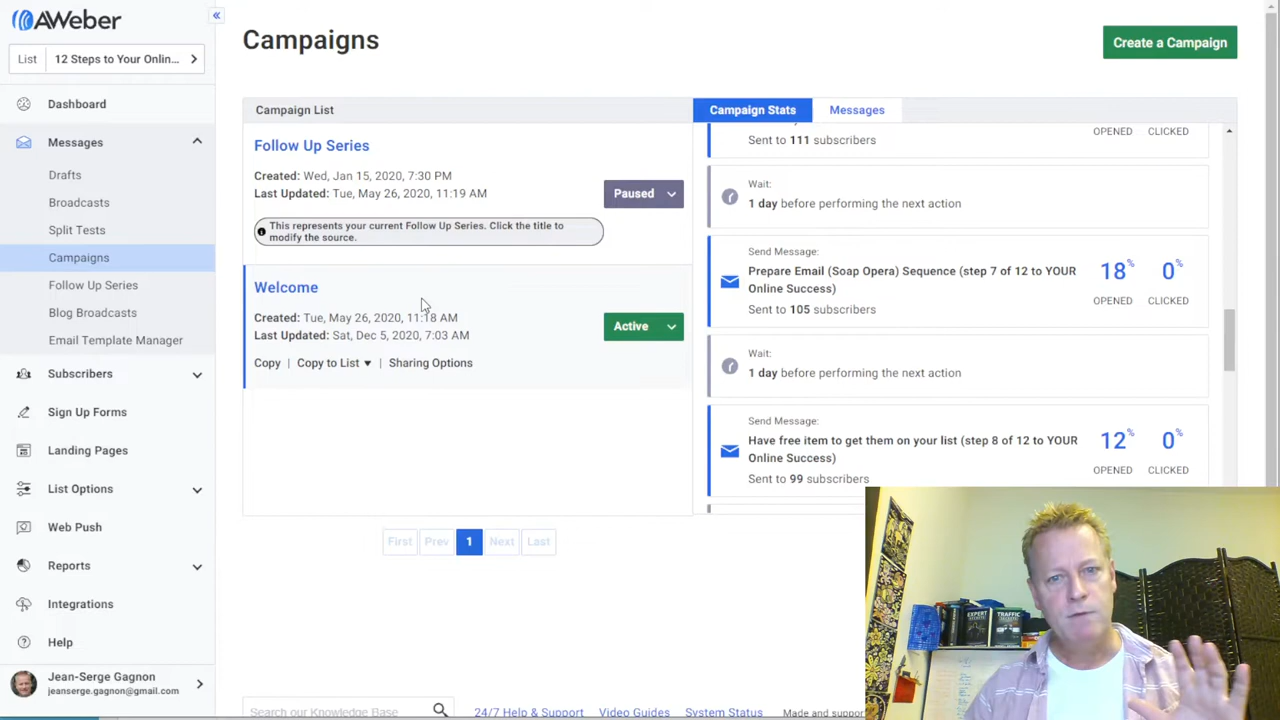 AWeber
«
List 12 Steps to Your Onlin...
Dashboard
Messages
Drafts
Broadcasts
Split Tests
Campaigns
Follow Up Series
Blog Broadcasts
Email Template Manager
Subscribers
Sign Up Forms
Landing Pages
List Options
Web Push
Reports
Integrations
Help
Jean-Serge Gagnon
jeanserge.gagnon@gmail.com
Campaigns
Create a Campaign
Campaign List
Follow Up Series
Created: Wed, Jan 15, 2020, 7:30 PM
Last Updated: Tue, May 26, 2020, 11:19 AM
Paused
This represents your current Follow Up Series. Click the title to
modify the source.
Welcome
Created: Tue, May 26, 2020, 11:18 AM
Last Updated: Sat, Dec 5, 2020, 7:03 AM
Active
Copy | Copy to List | Sharing Options
First Prev 1 Next Last
Campaign Stats Messages
OPENED CLICKED
Sent to 111 subscribers
Wait:
1 day before performing the next action
Send Message:
Prepare Email (Soap Opera) Sequence (step 7 of 12 to YOUR
Online Success)
Sent to 105 subscribers
18% 0%
OPENED CLICKED
Wait:
1 day before performing the next action
Send Message:
Have free item to get them on your list (step 8 of 12 to YOUR
Online Success)
Sent to 99 subscribers
12% 0%
OPENED CLICKED
EXPERT
SECRETS
TRAFFIC
SECRETS
Search our Knowledge Base
24/7 Help & Support Video Guides System Status Made and suppor